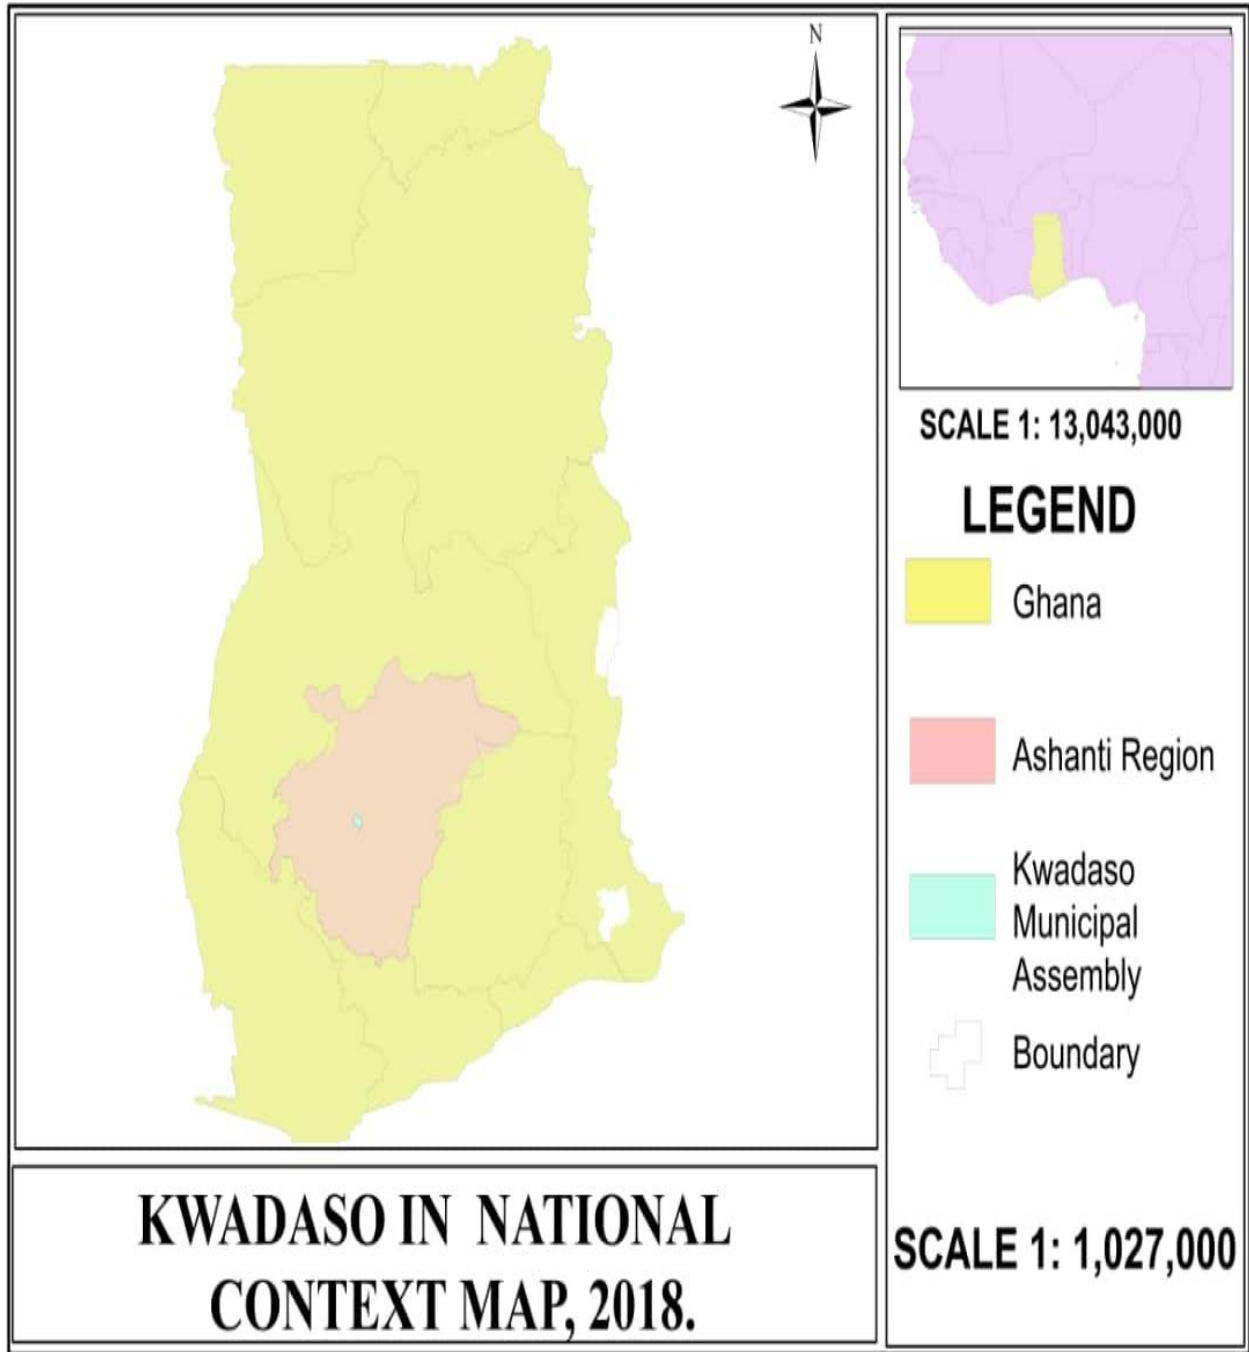 N
SCALE 1: 13,043,000
LEGEND
Ghana
Ashanti Region
Kwadaso
Municipal
Assembly
Boundary
SCALE 1: 1,027,000
KWADASO IN NATIONAL
CONTEXT MAP, 2018.